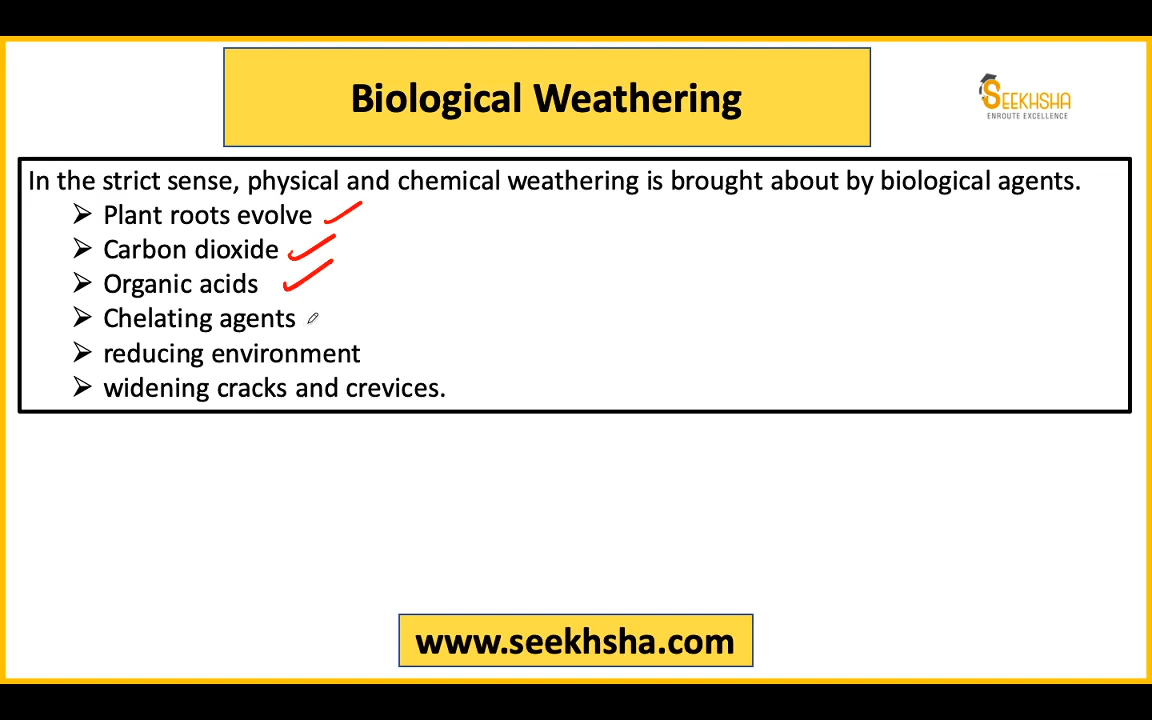 Biological Weathering
SEEKHSHA
ENROUTE EXCELLENCE
In the strict sense, physical and chemical weathering is brought about by biological agents.
Plant roots evolve
Carbon dioxide
Organic acids
Chelating agents
reducing environment
widening cracks and crevices.
www.seekhsha.com